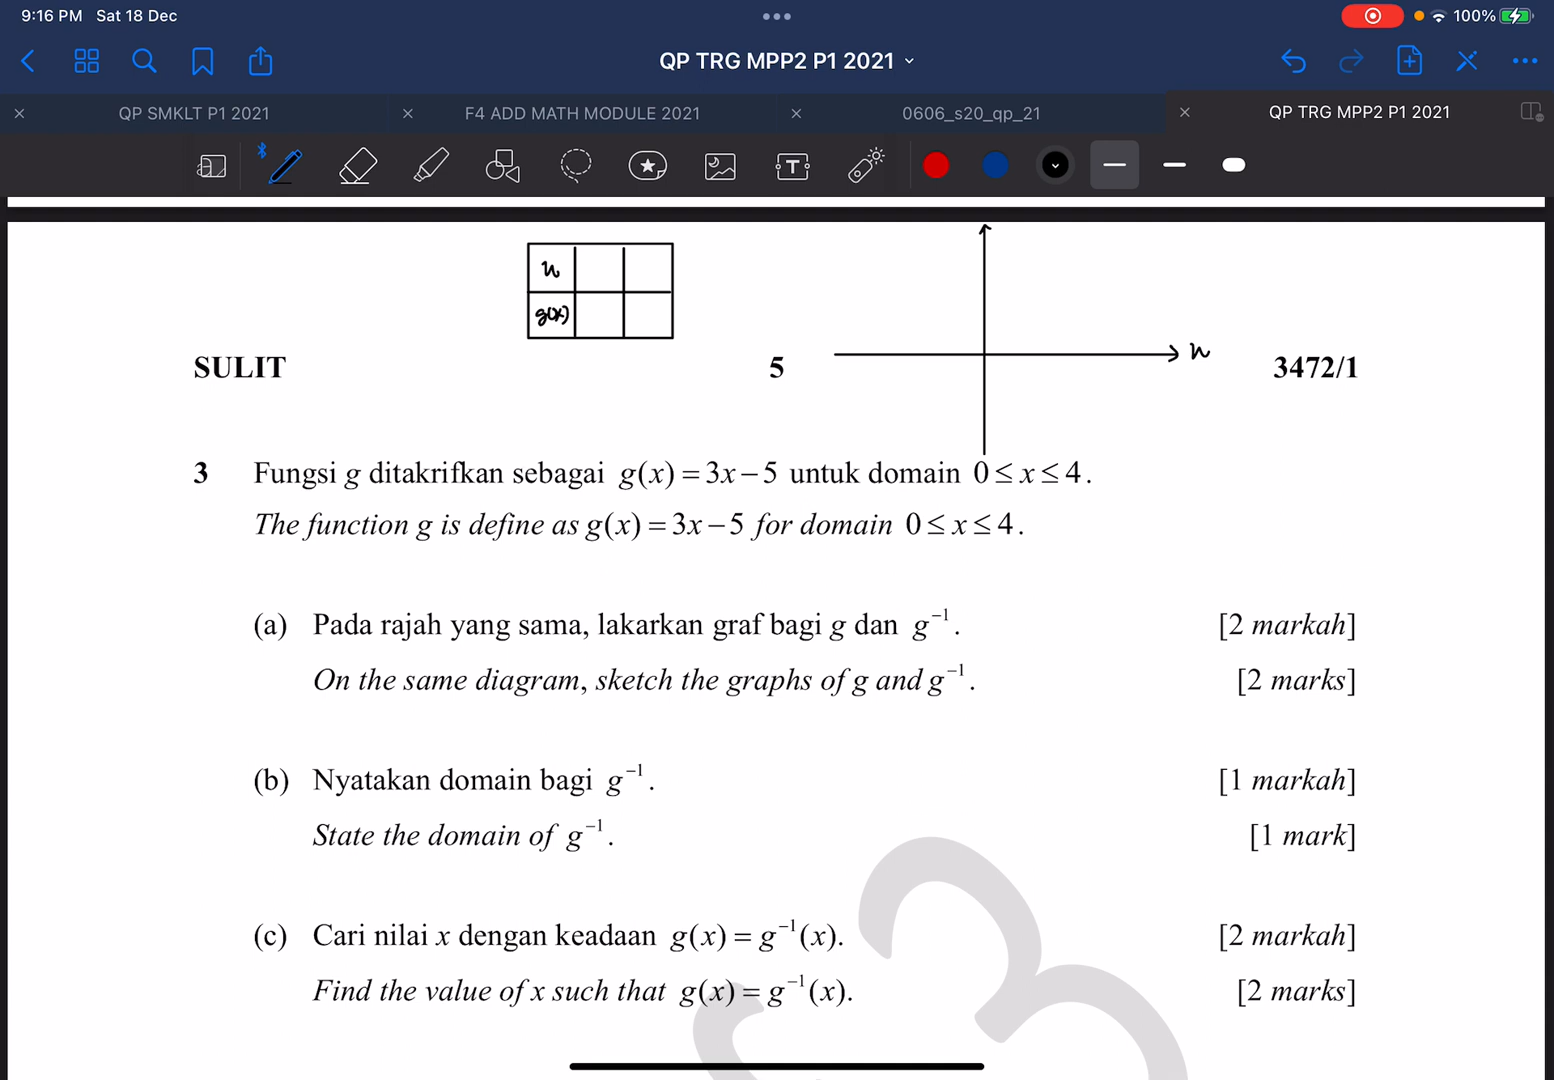 9:16 PM Sat 18 Dec
100%
QP TRG MPP2 P1 2021
QP SMKLT P1 2021
F4 ADD MATH MODULE 2021
0606_s20_qp_21
QP TRG MPP2 P1 2021
T
x
g(x)
x
SULIT 5 3472/1
3 Fungsi g ditakrifkan sebagai g(x) = 3x − 5 untuk domain 0 ≤ x ≤ 4.
The function g is define as g(x) = 3x − 5 for domain 0 ≤ x ≤ 4.
(a) Pada rajah yang sama, lakarkan graf bagi g dan g⁻¹. [2 markah]
On the same diagram, sketch the graphs of g and g⁻¹. [2 marks]
(b) Nyatakan domain bagi g⁻¹. [1 markah]
State the domain of g⁻¹. [1 mark]
(c) Cari nilai x dengan keadaan g(x) = g⁻¹(x). [2 markah]
Find the value of x such that g(x) = g⁻¹(x). [2 marks]